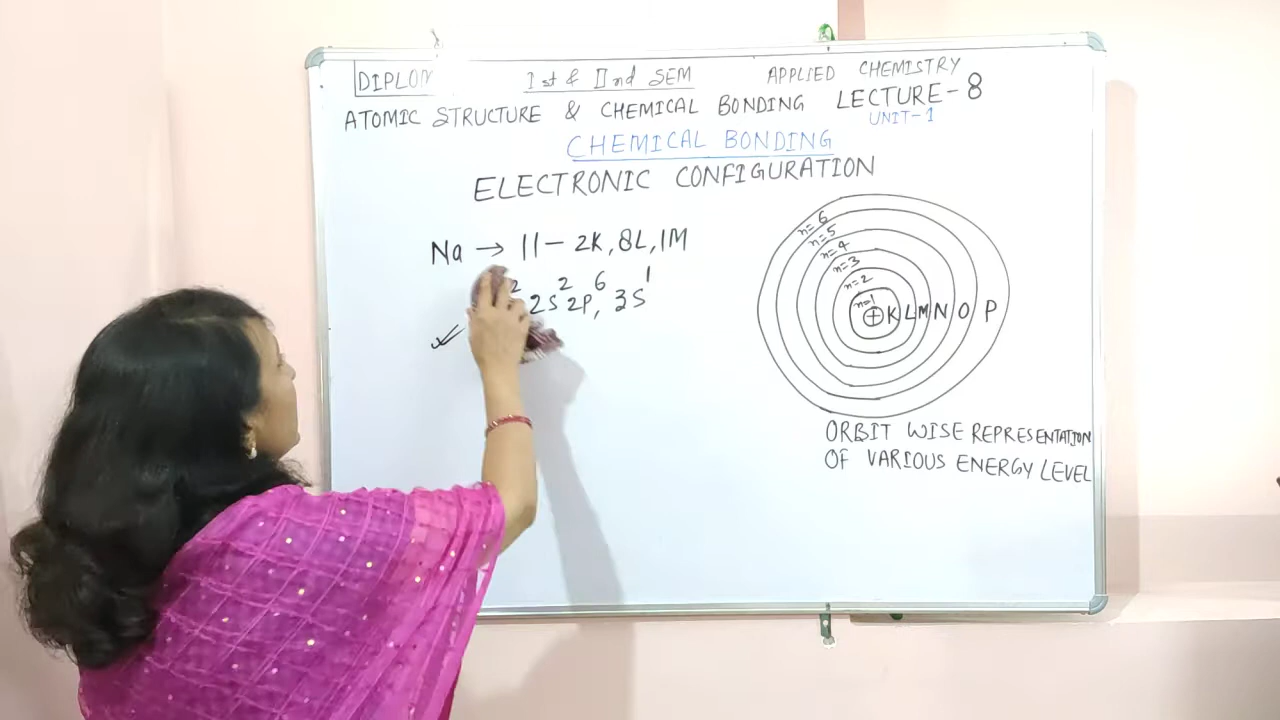 DIPLOM Ist & IInd SEM APPLIED CHEMISTRY
ATOMIC STRUCTURE & CHEMICAL BONDING LECTURE-8
UNIT-1
CHEMICAL BONDING
ELECTRONIC CONFIGURATION
Na → 11 - 2K, 8L, 1M
² 2s² 2p⁶, 3s¹
n=6
n=5
n=4
n=3
n=2
n=1
+ K L M N O P
ORBIT WISE REPRESENTATION
OF VARIOUS ENERGY LEVEL